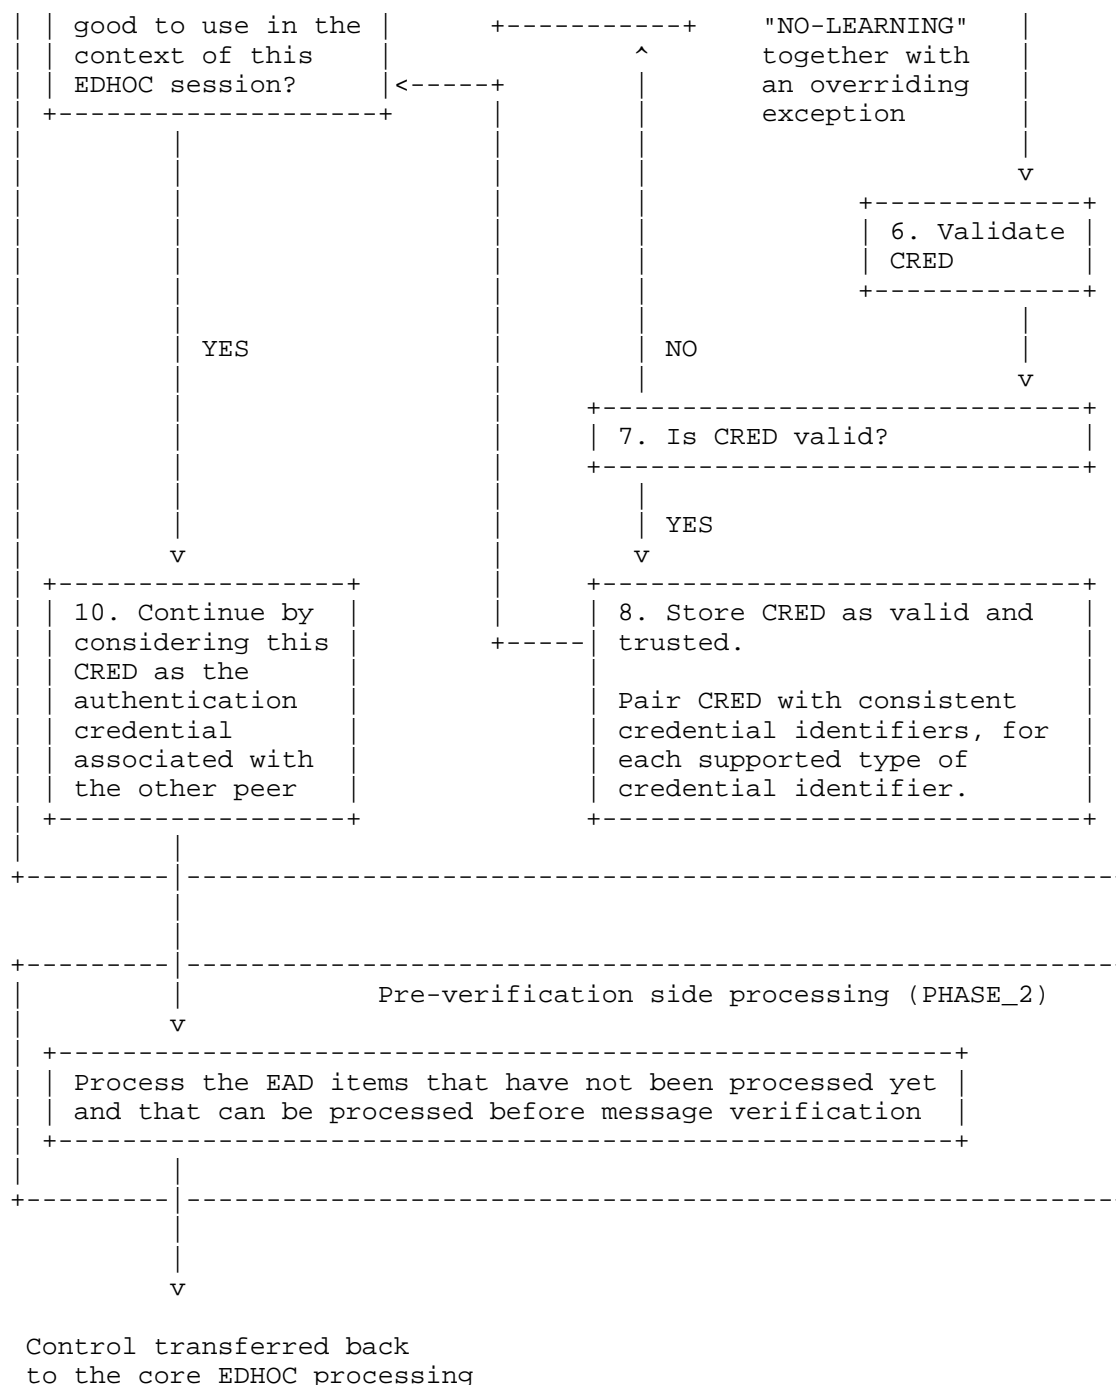 good to use in the "NO-LEARNING"
context of this together with
EDHOC session? an overriding
exception
6. Validate
CRED
YES NO
7. Is CRED valid?
YES
10. Continue by 8. Store CRED as valid and
considering this trusted.
CRED as the
authentication Pair CRED with consistent
credential credential identifiers, for
associated with each supported type of
the other peer credential identifier.
Pre-verification side processing (PHASE_2)
Process the EAD items that have not been processed yet
and that can be processed before message verification
Control transferred back
to the core EDHOC processing